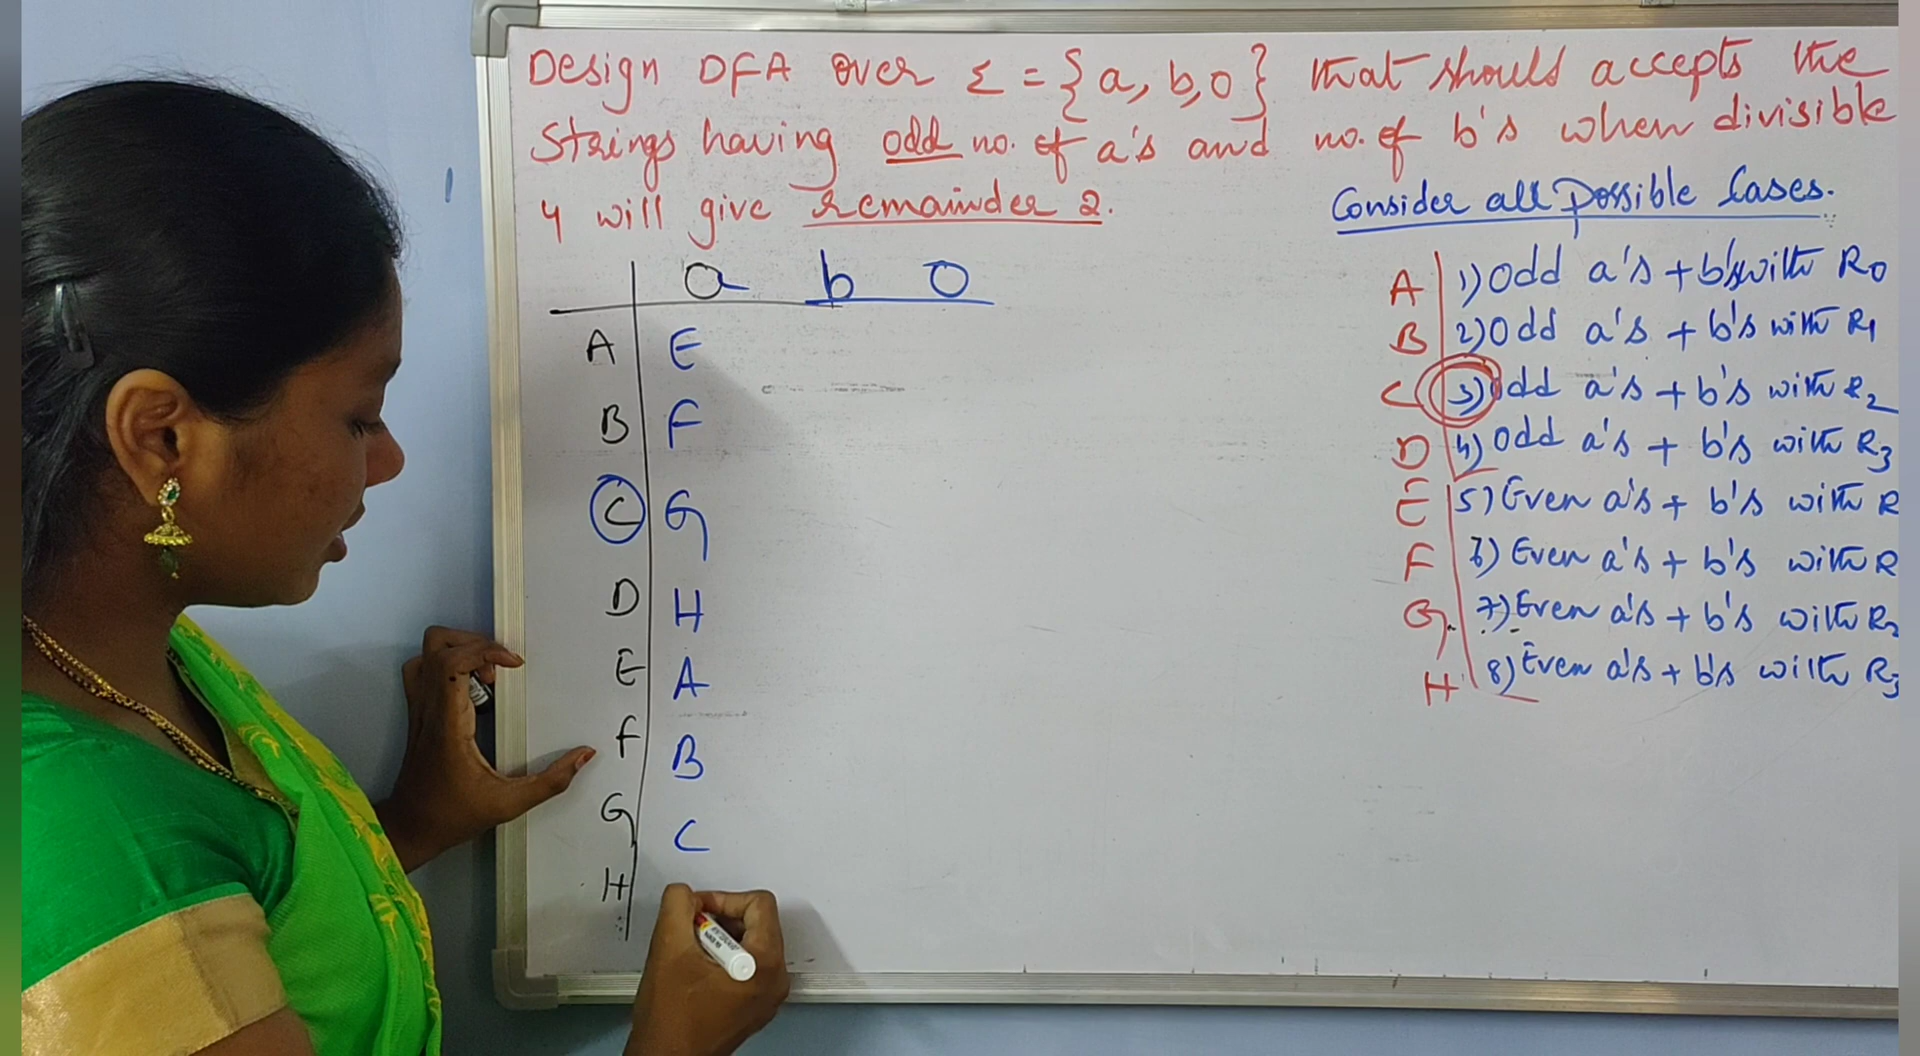 Design DFA over Σ = {a, b, 0} that should accepts the
Strings having odd no. of a's and no. of b's when divisible
4 will give remainder 2.
Consider all Possible Cases.
a b 0
A E
B F
C G
D H
E A
F B
G C
H
A 1) Odd a's + b's with R0
B 2) Odd a's + b's with R1
C 3) Odd a's + b's with R2
D 4) Odd a's + b's with R3
E 5) Even a's + b's with R
F 6) Even a's + b's with R
G 7) Even a's + b's with R2
H 8) Even a's + b's with R3